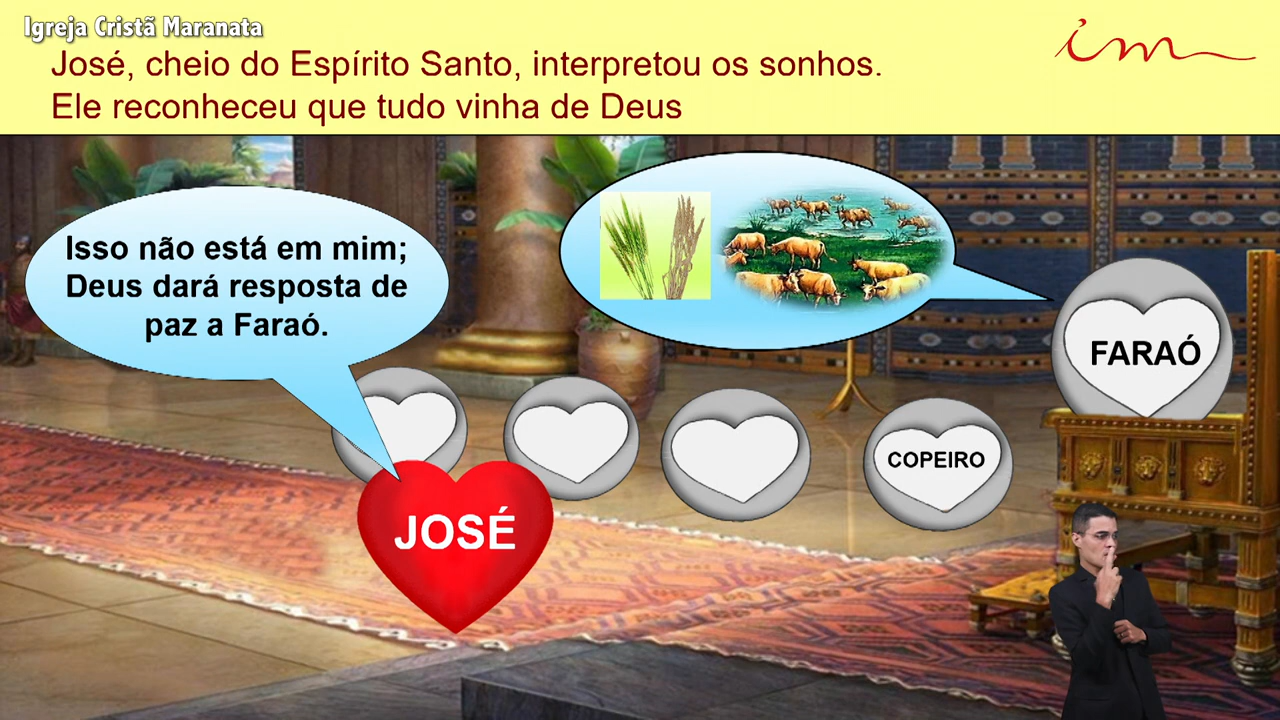 Igreja Cristã Maranata
José, cheio do Espírito Santo, interpretou os sonhos.
Ele reconheceu que tudo vinha de Deus
im
Isso não está em mim;
Deus dará resposta de
paz a Faraó.
FARAÓ
COPEIRO
JOSÉ